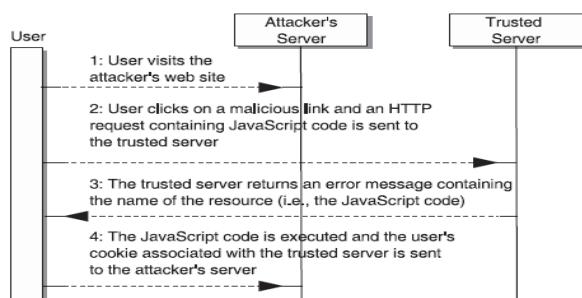 User
Attacker's
Server
Trusted
Server
1: User visits the
attacker's web site
2: User clicks on a malicious link and an HTTP
request containing JavaScript code is sent to
the trusted server
3: The trusted server returns an error message containing
the name of the resource (i.e., the JavaScript code)
4: The JavaScript code is executed and the user's
cookie associated with the trusted server is sent
to the attacker's server